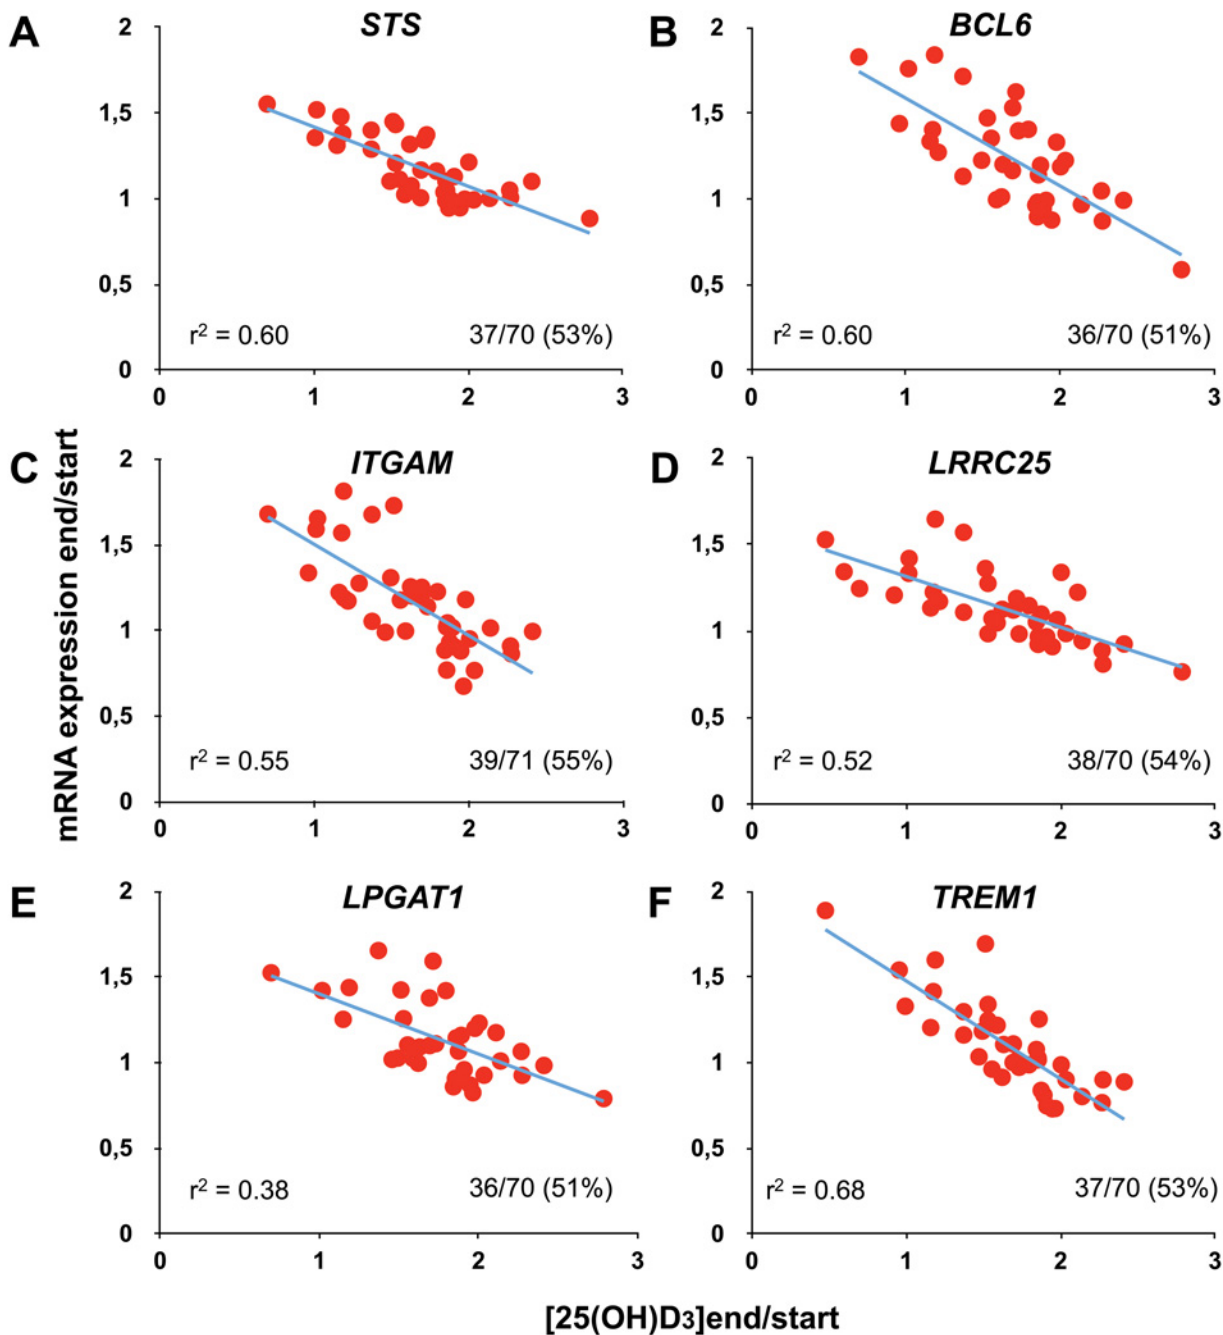 A
STS
2
1,5
1
0,5
0
r² = 0.60
37/70 (53%)
0 1 2 3
B
BCL6
2
1,5
1
0,5
0
r² = 0.60
36/70 (51%)
0 1 2 3
mRNA expression end/start
C
ITGAM
2
1,5
1
0,5
0
r² = 0.55
39/71 (55%)
0 1 2 3
D
LRRC25
2
1,5
1
0,5
0
r² = 0.52
38/70 (54%)
0 1 2 3
E
LPGAT1
2
1,5
1
0,5
0
r² = 0.38
36/70 (51%)
0 1 2 3
F
TREM1
2
1,5
1
0,5
0
r² = 0.68
37/70 (53%)
0 1 2 3
[25(OH)D3]end/start